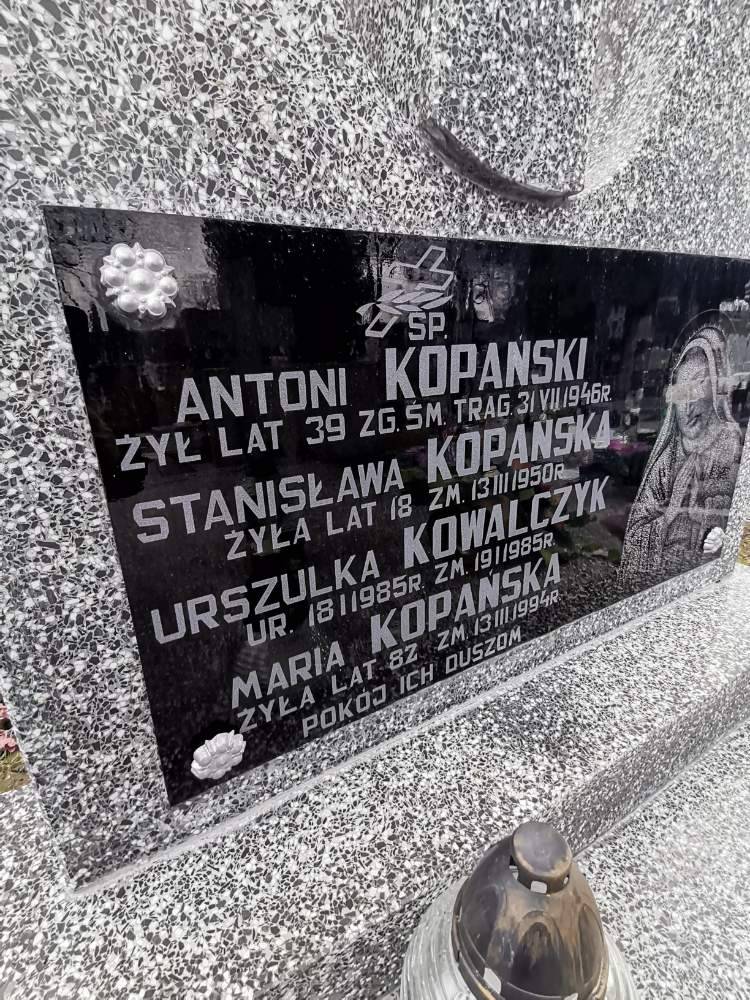 ŚP.
ANTONI KOPAŃSKI
ŻYŁ LAT 39 ZG. ŚM. TRAG. 31 VII 1946R.
STANISŁAWA KOPAŃSKA
ŻYŁA LAT 18 ZM. 13 III 1950R.
URSZULKA KOWALCZYK
UR. 18 I 1985R. ZM. 19 I 1985R.
MARIA KOPAŃSKA
ŻYŁA LAT 82 ZM. 13 III 1994R.
POKÓJ ICH DUSZOM